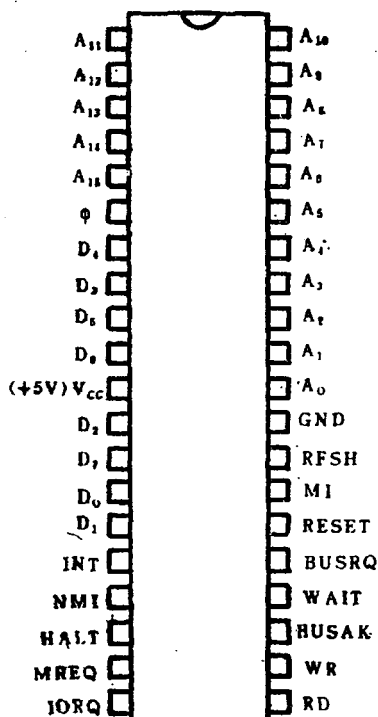 A₁₁ A₁₀
A₁₂ A₉
A₁₃ A₈
A₁₄ A₇
A₁₅ A₆
φ A₅
D₄ A₄
D₃ A₃
D₅ A₂
D₆ A₁
(+5V) Vcc A₀
D₂ GND
D₇ RFSH
D₀ MI
D₁ RESET
INT BUSRQ
NMI WAIT
HALT BUSAK
MREQ WR
IORQ RD